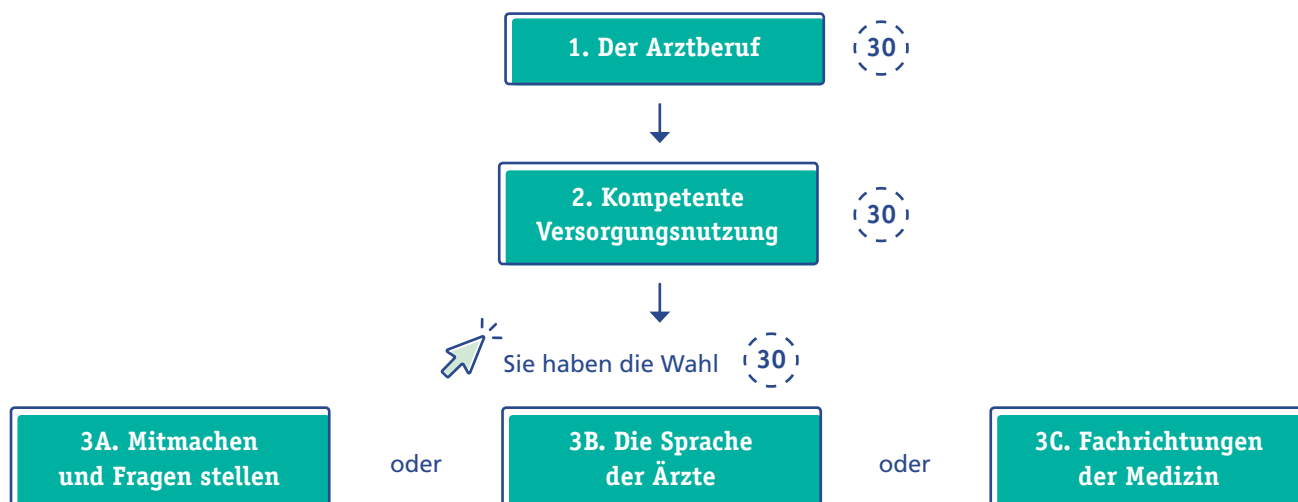 1. Der Arztberuf
30
2. Kompetente
Versorgungsnutzung
30
Sie haben die Wahl
30
3A. Mitmachen
und Fragen stellen
oder
3B. Die Sprache
der Ärzte
oder
3C. Fachrichtungen
der Medizin